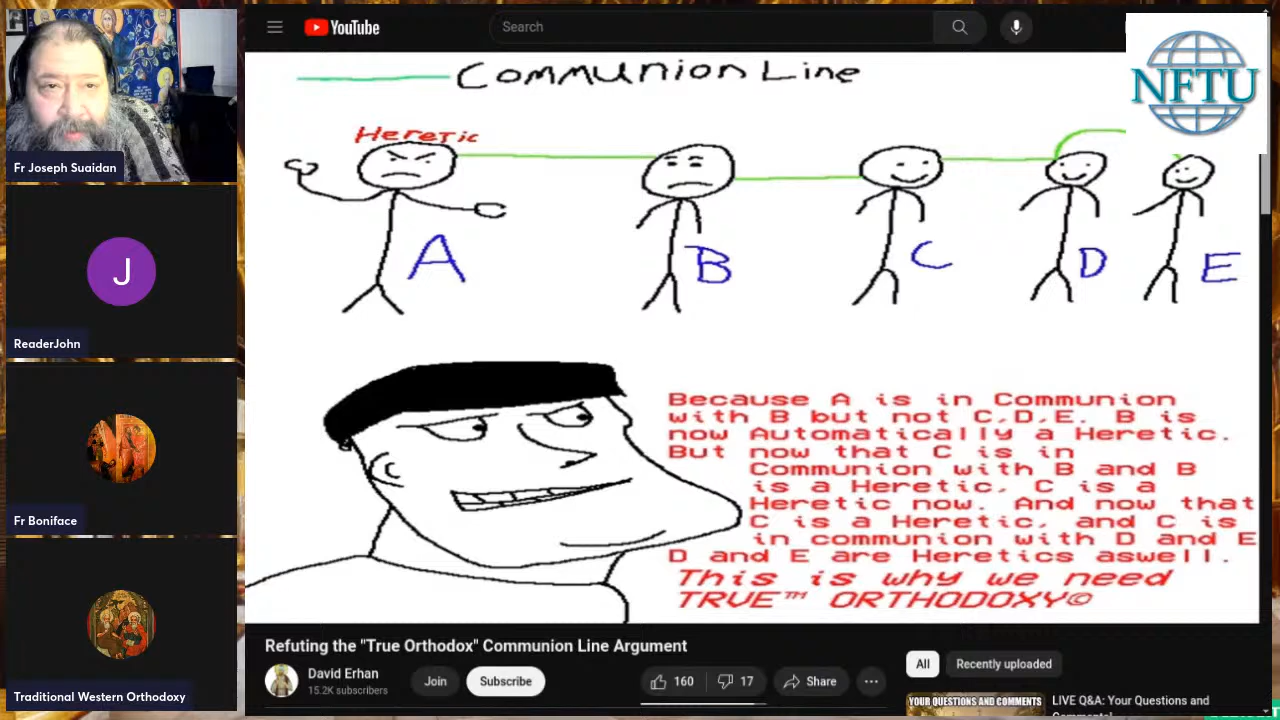 YouTube
Search
NFTU
Communion Line
Heretic
A
B
C
D
E
Fr Joseph Suaidan
J
ReaderJohn
Fr Boniface
Traditional Western Orthodoxy
Because A is in Communion
with B but not C,D,E. B is
now Automatically a Heretic.
But now that C is in
Communion with B and B
is a Heretic, C is a
Heretic now. And now that
C is a Heretic, and C is
in communion with D and E
D and E are Heretics aswell.
This is why we need
TRUE™ ORTHODOXY©
Refuting the "True Orthodox" Communion Line Argument
David Erhan
15.2K subscribers
Join
Subscribe
160
17
Share
All
Recently uploaded
YOUR QUESTIONS AND COMMENTS
LIVE Q&A: Your Questions and